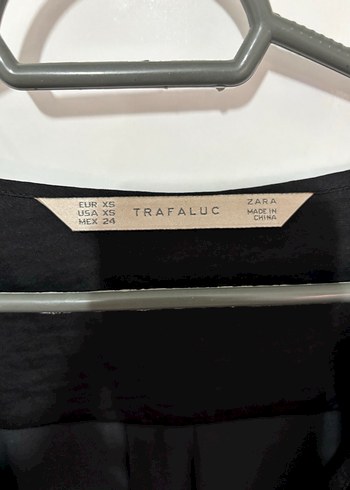 EUR XS
USA XS
MEX 24
TRAFALUC
ZARA
MADE IN
CHINA